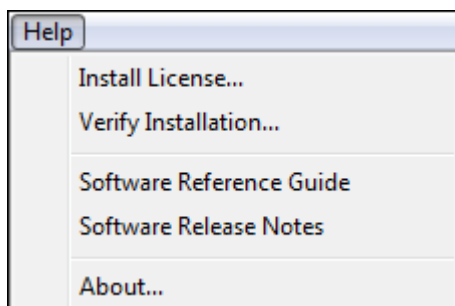 Help
Install License...
Verify Installation...
Software Reference Guide
Software Release Notes
About...